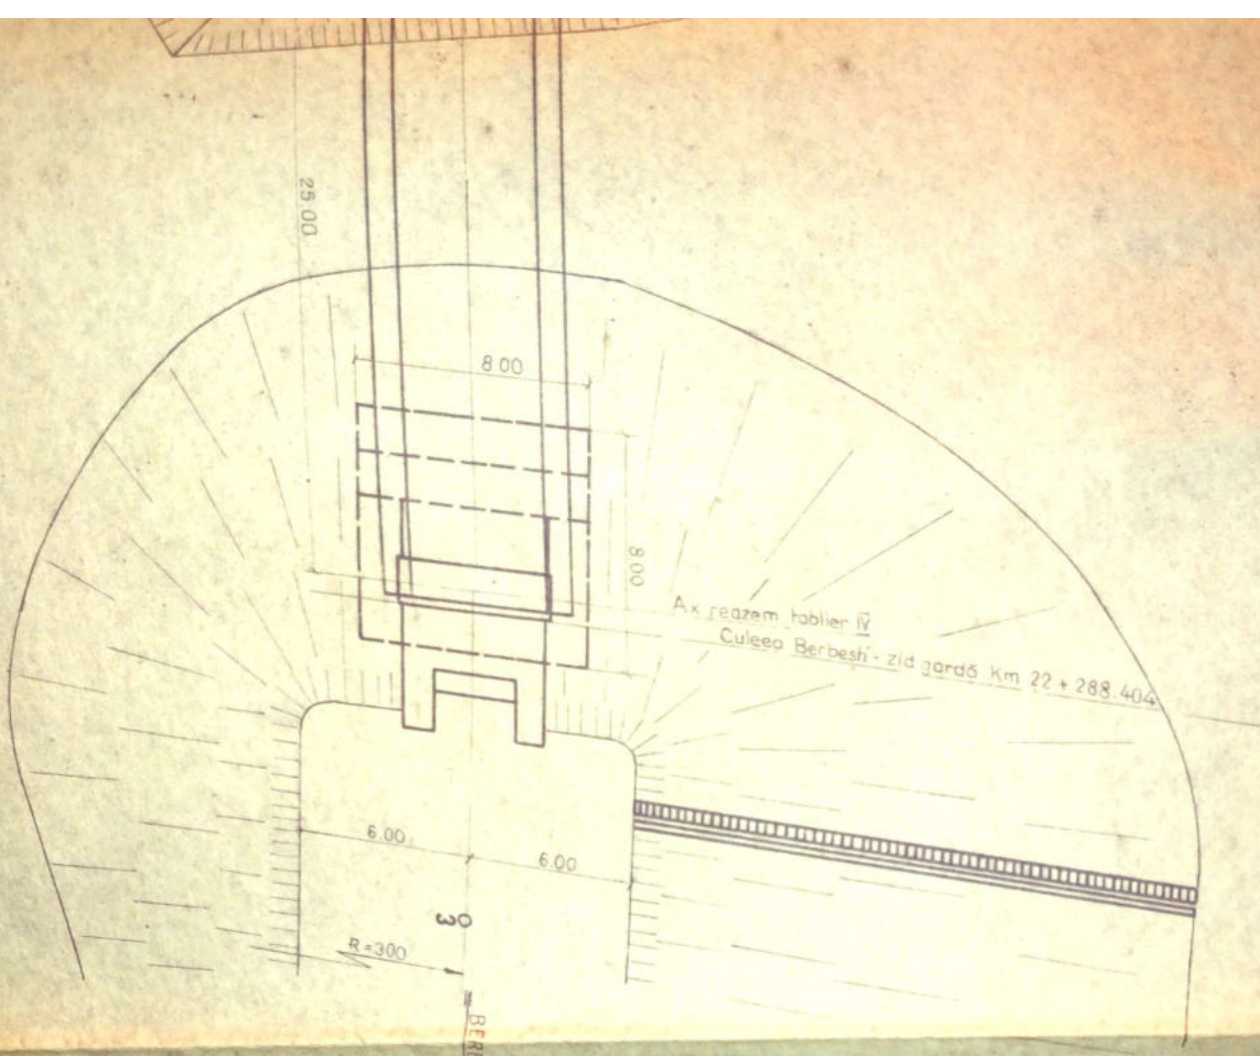 25.00
8.00
8.00
Ax reazem tablier IV
Culeea Berbesti - zid gardă Km 22 + 288.404
6.00
6.00
R=300